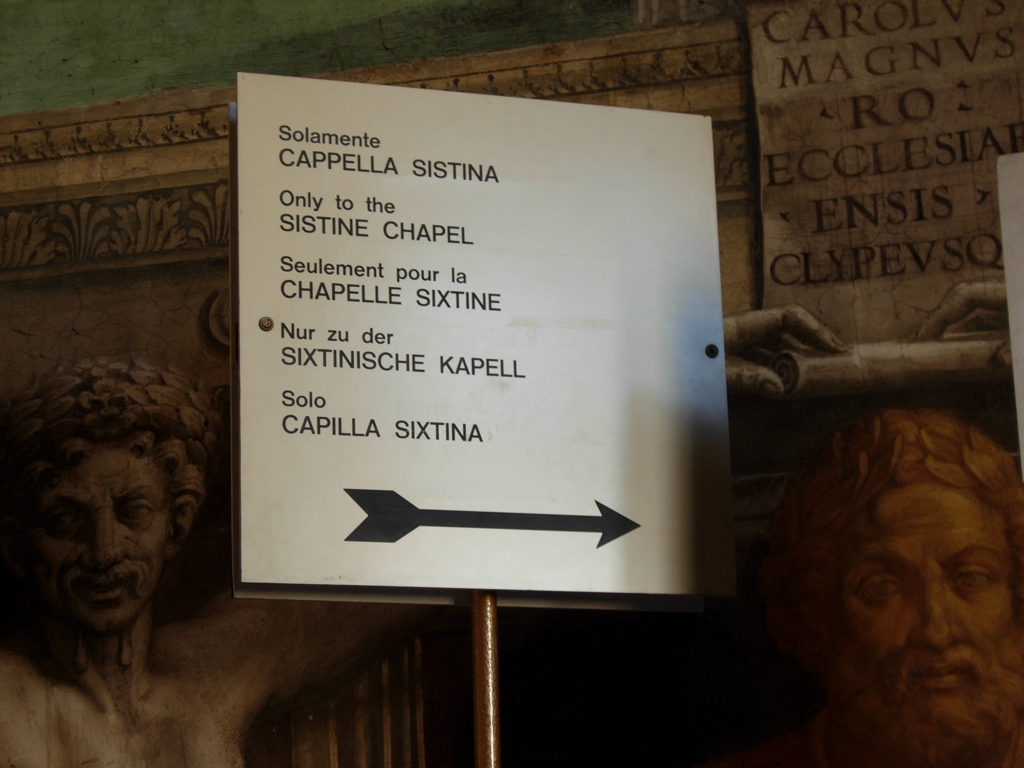 Solamente
CAPPELLA SISTINA
Only to the
SISTINE CHAPEL
Seulement pour la
CHAPELLE SIXTINE
Nur zu der
SIXTINISCHE KAPELL
Solo
CAPILLA SIXTINA
CAROLVS
MAGNVS
RO
ECCLESIAE
ENSIS
CLYPEVSQ